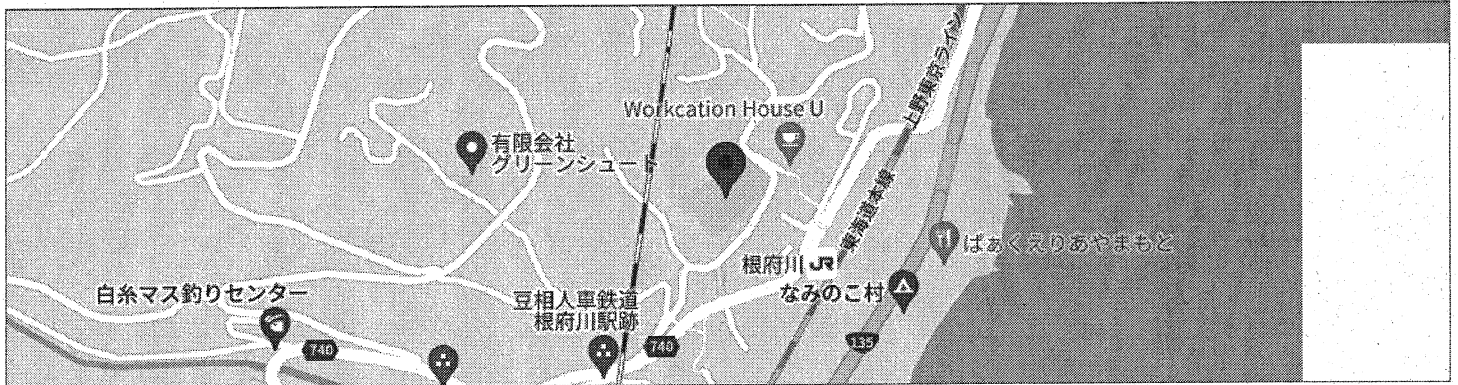 上野東京ライン
Workcation House U
有限会社
グリーンシュート
東海道本線
ぱぁくえりあやまもと
根府川 JR
白糸マス釣りセンター
豆相人車鉄道
根府川駅跡
なみのこ村
740
740
135